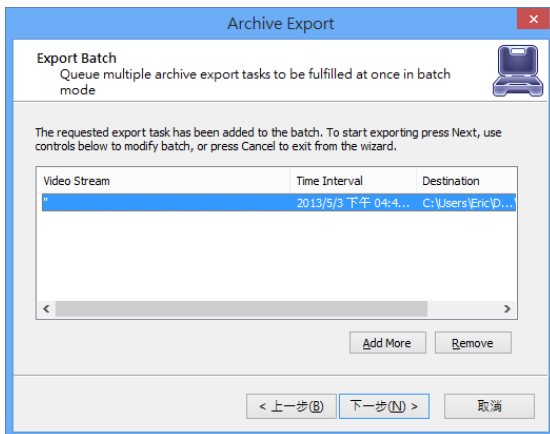 Archive Export
Export Batch
Queue multiple archive export tasks to be fulfilled at once in batch
mode
The requested export task has been added to the batch. To start exporting press Next, use
controls below to modify batch, or press Cancel to exit from the wizard.
Video Stream Time Interval Destination
" 2013/5/3 下午 04:4... C:\Users\Eric\D...
Add More Remove
< 上一步(B) 下一步(N) > 取消